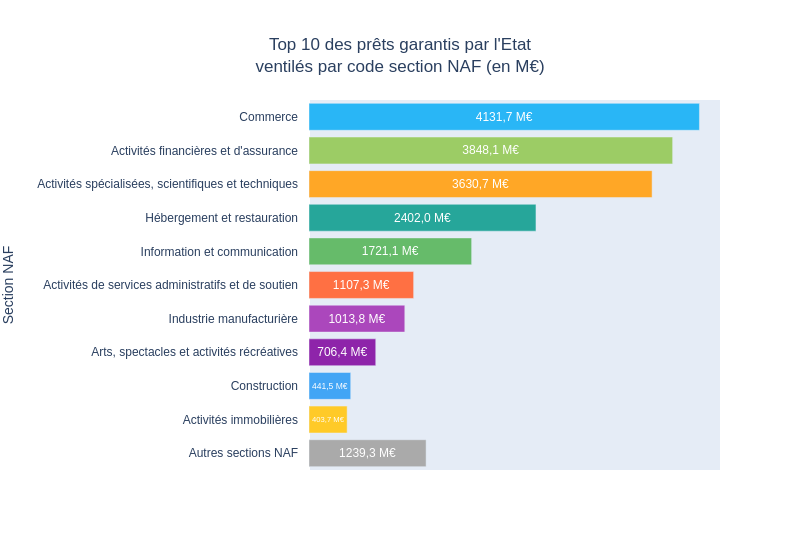 Top 10 des prêts garantis par l'Etat
ventilés par code section NAF (en M€)
Section NAF
Commerce 4131,7 M€
Activités financières et d'assurance 3848,1 M€
Activités spécialisées, scientifiques et techniques 3630,7 M€
Hébergement et restauration 2402,0 M€
Information et communication 1721,1 M€
Activités de services administratifs et de soutien 1107,3 M€
Industrie manufacturière 1013,8 M€
Arts, spectacles et activités récréatives 706,4 M€
Construction 441,5 M€
Activités immobilières 403,7 M€
Autres sections NAF 1239,3 M€